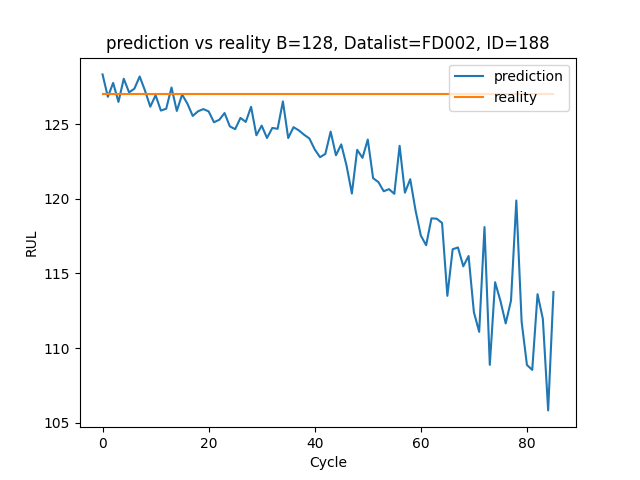 prediction vs reality B=128, Datalist=FD002, ID=188
prediction
reality
125
120
115
110
105
RUL
0 20 40 60 80
Cycle